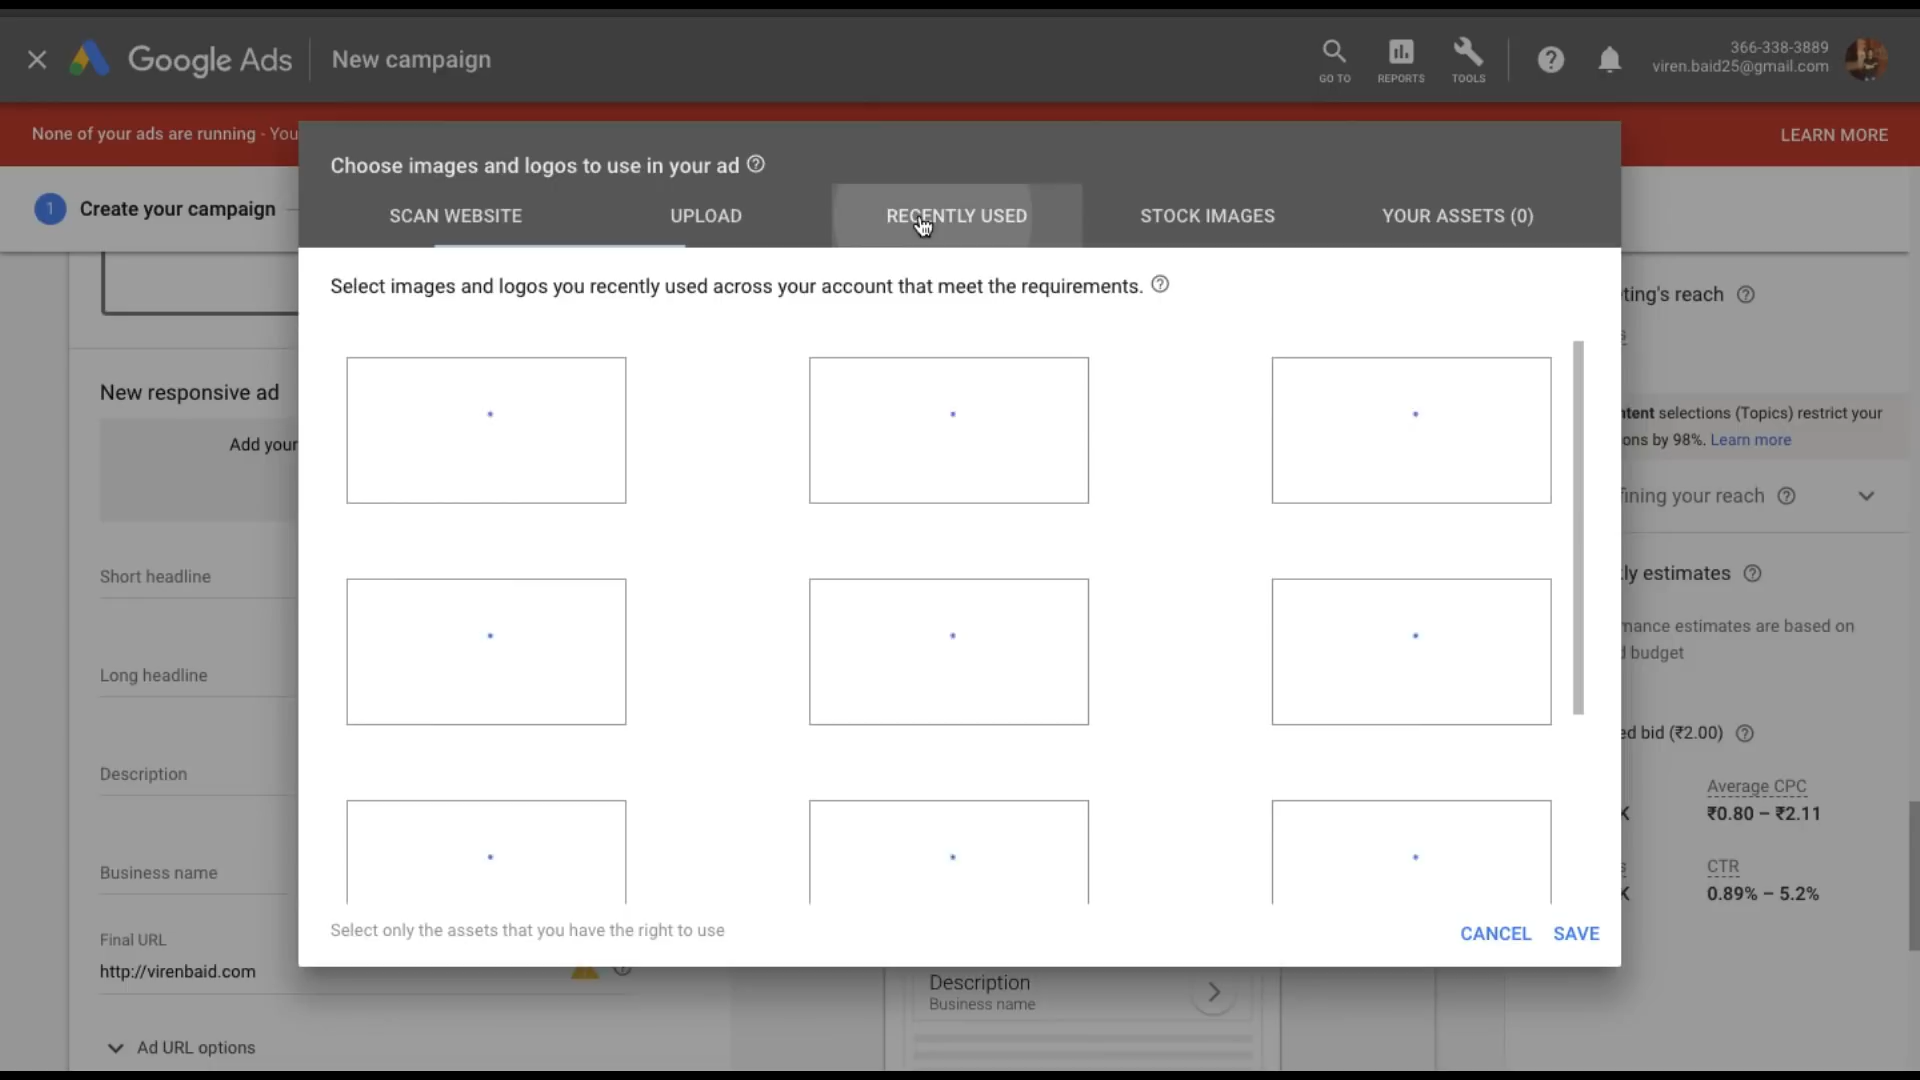 Google Ads
New campaign
GO TO
REPORTS
TOOLS
366-338-3889
viren.baid25@gmail.com
None of your ads are running - You
LEARN MORE
1
Create your campaign
Choose images and logos to use in your ad
SCAN WEBSITE
UPLOAD
RECENTLY USED
STOCK IMAGES
YOUR ASSETS (0)
Select images and logos you recently used across your account that meet the requirements.
ting's reach
New responsive ad
Add your
ntent selections (Topics) restrict your
ons by 98%. Learn more
fining your reach
Short headline
ly estimates
mance estimates are based on
d budget
Long headline
ed bid (₹2.00)
Description
Average CPC
K
₹0.80 – ₹2.11
Business name
s
CTR
K
0.89% – 5.2%
Select only the assets that you have the right to use
CANCEL
SAVE
Final URL
http://virenbaid.com
Description
Business name
Ad URL options